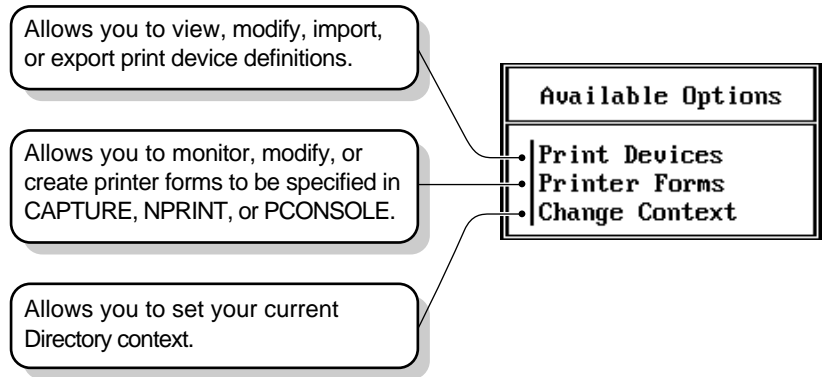 Allows you to view, modify, import,
or export print device definitions.
Allows you to monitor, modify, or
create printer forms to be specified in
CAPTURE, NPRINT, or PCONSOLE.
Allows you to set your current
Directory context.
Available Options
Print Devices
Printer Forms
Change Context